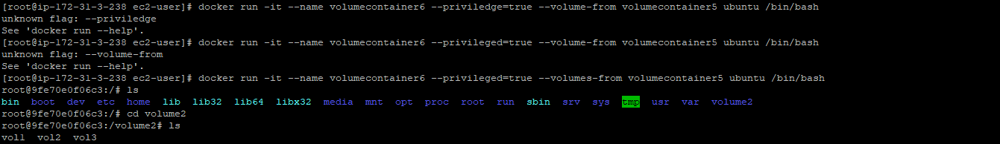 [root@ip-172-31-3-238 ec2-user]# docker run -it --name volumecontainer6 --priviledge=true --volume-from volumecontainer5 ubuntu /bin/bash
unknown flag: --priviledge
See 'docker run --help'.
[root@ip-172-31-3-238 ec2-user]# docker run -it --name volumecontainer6 --privileged=true --volume-from volumecontainer5 ubuntu /bin/bash
unknown flag: --volume-from
See 'docker run --help'.
[root@ip-172-31-3-238 ec2-user]# docker run -it --name volumecontainer6 --privileged=true --volumes-from volumecontainer5 ubuntu /bin/bash
root@9fe70e0f06c3:/# ls
bin boot dev etc home lib lib32 lib64 libx32 media mnt opt proc root run sbin srv sys tmp usr var volume2
root@9fe70e0f06c3:/# cd volume2
root@9fe70e0f06c3:/volume2# ls
vol1 vol2 vol3